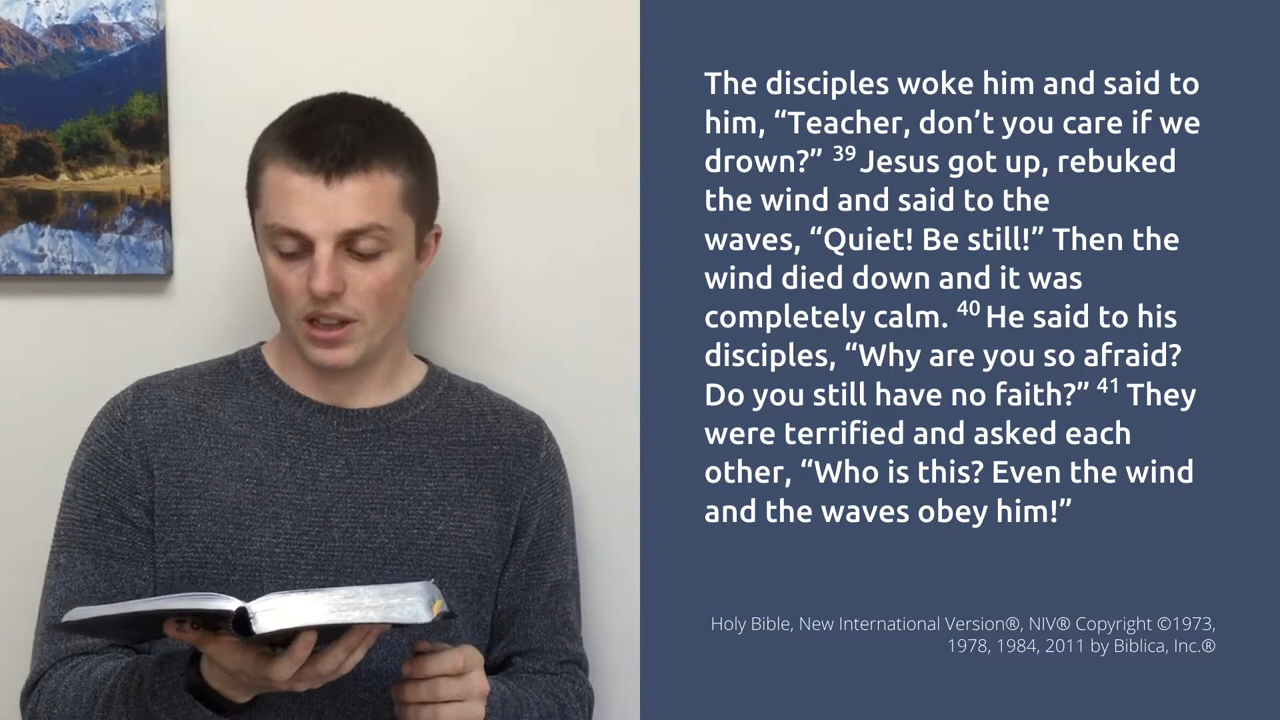 The disciples woke him and said to
him, “Teacher, don’t you care if we
drown?” 39 Jesus got up, rebuked
the wind and said to the
waves, “Quiet! Be still!” Then the
wind died down and it was
completely calm. 40 He said to his
disciples, “Why are you so afraid?
Do you still have no faith?” 41 They
were terrified and asked each
other, “Who is this? Even the wind
and the waves obey him!”
Holy Bible, New International Version®, NIV® Copyright ©1973,
1978, 1984, 2011 by Biblica, Inc.®